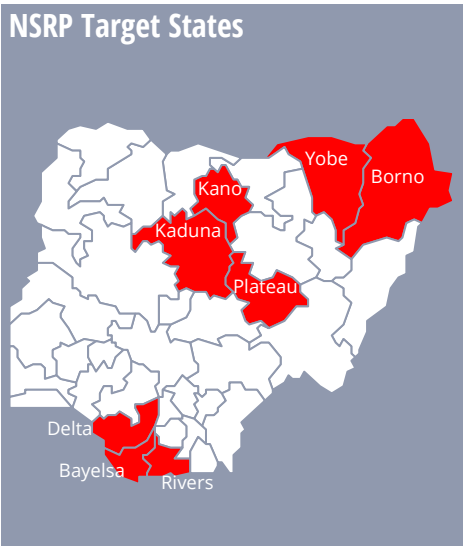 NSRP Target States
Yobe
Borno
Kano
Kaduna
Plateau
Delta
Bayelsa
Rivers